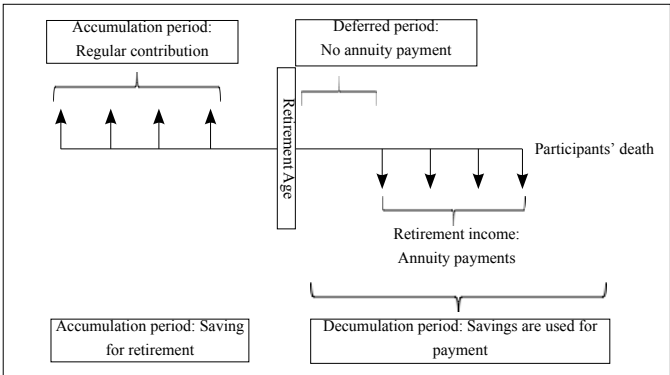 Accumulation period:
Regular contribution
Deferred period:
No annuity payment
Retirement Age
Participants' death
Retirement income:
Annuity payments
Accumulation period: Saving
for retirement
Decumulation period: Savings are used for
payment